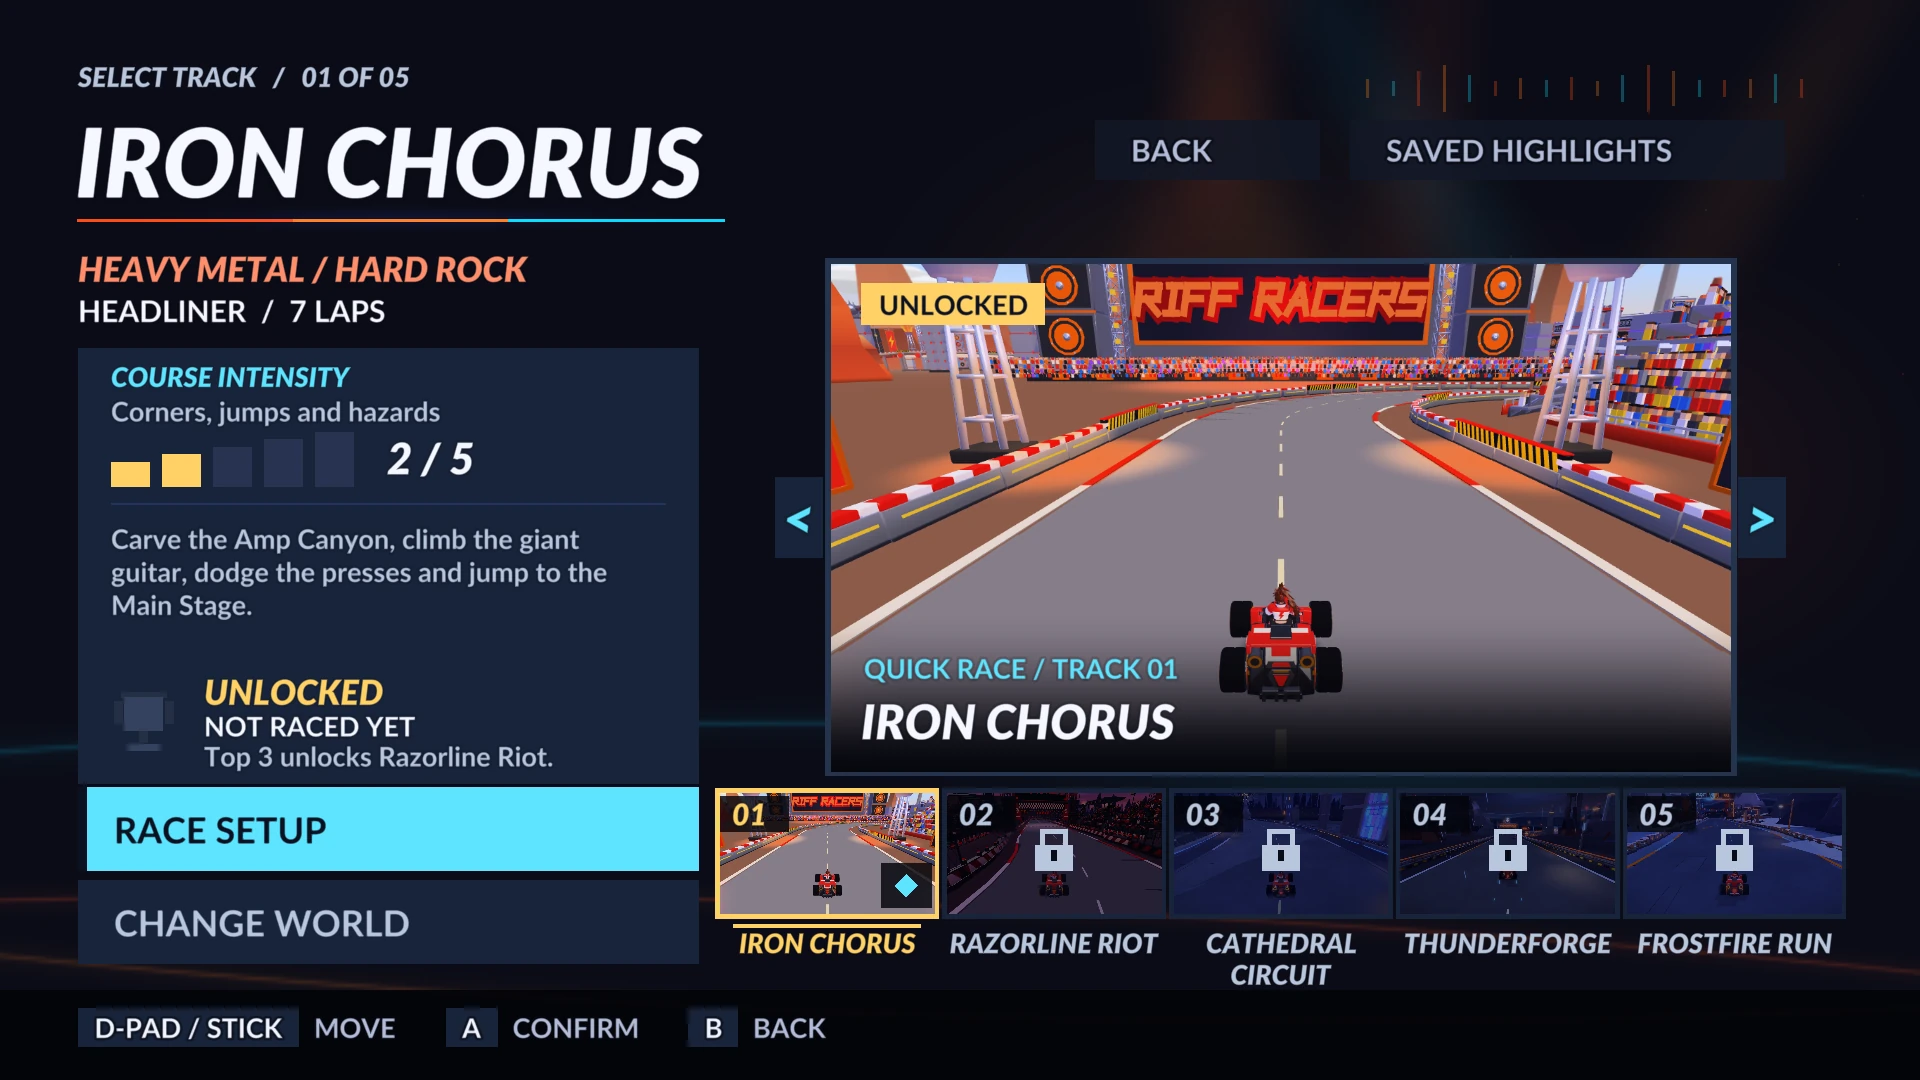 SELECT TRACK / 01 OF 05
IRON CHORUS
BACK
SAVED HIGHLIGHTS
HEAVY METAL / HARD ROCK
HEADLINER / 7 LAPS
COURSE INTENSITY
Corners, jumps and hazards
2 / 5
Carve the Amp Canyon, climb the giant
guitar, dodge the presses and jump to the
Main Stage.
UNLOCKED
NOT RACED YET
Top 3 unlocks Razorline Riot.
RACE SETUP
CHANGE WORLD
UNLOCKED
RIFF RACERS
<
>
QUICK RACE / TRACK 01
IRON CHORUS
01
RIFF RACERS
02
03
04
05
IRON CHORUS
RAZORLINE RIOT
CATHEDRAL
CIRCUIT
THUNDERFORGE
FROSTFIRE RUN
D-PAD / STICK MOVE
A CONFIRM
B BACK